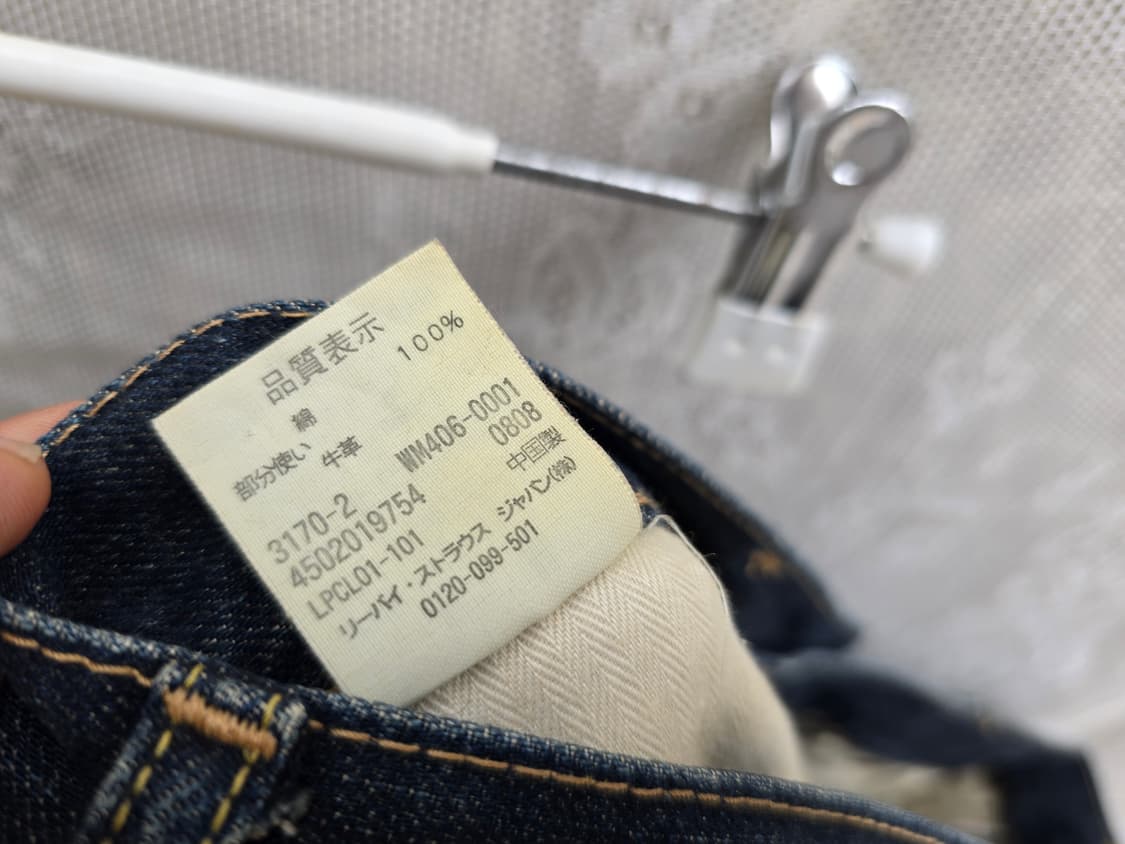 品質表示
綿 100%
部分使い
牛革
WM406-0001
3170-2 0808
4502019754 中国製
LPCL01-101
リーバイ・ストラウス ジャパン(株)
0120-099-501